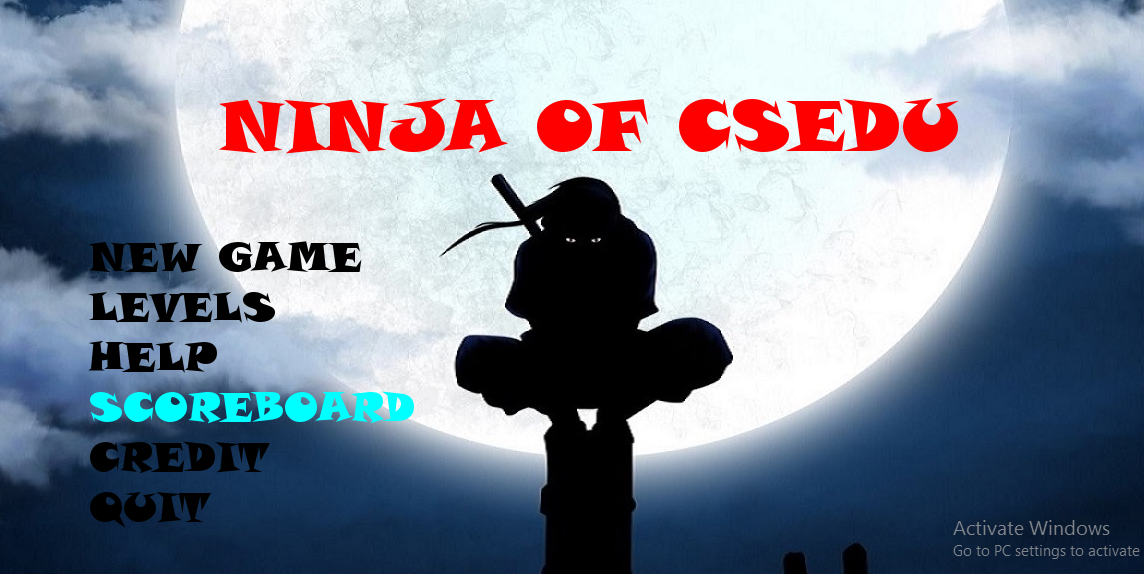 NINJA OF CSEDU
NEW GAME
LEVELS
HELP
SCOREBOARD
CREDIT
QUIT
Activate Windows
Go to PC settings to activate